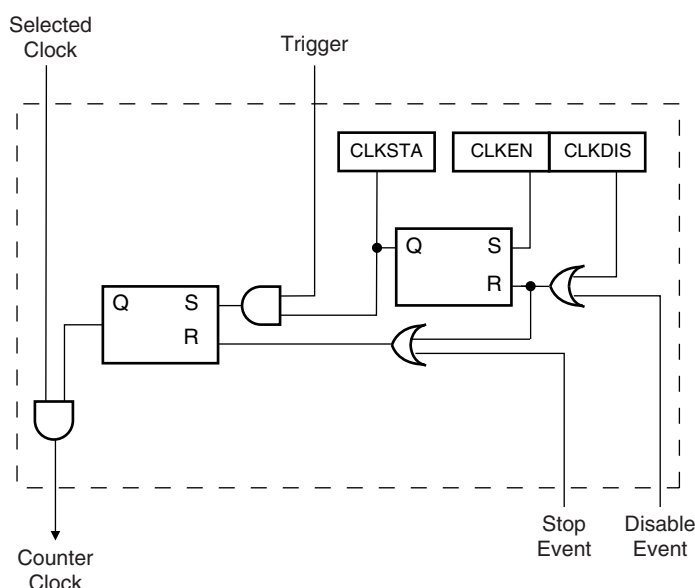 Selected
Clock
Trigger
CLKSTA
CLKEN
CLKDIS
Q
S
R
Q
S
R
Stop
Event
Disable
Event
Counter
Clock